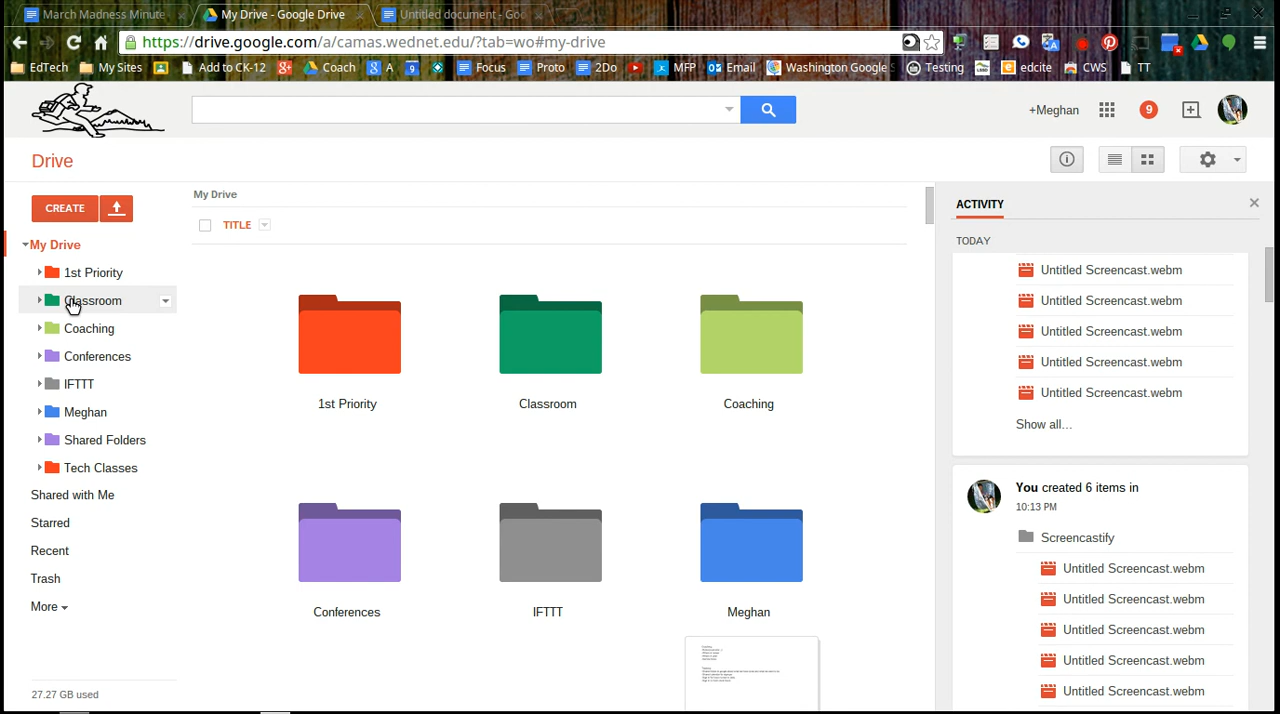 March Madness Minute
My Drive - Google Drive
Untitled document - Goo
https://drive.google.com/a/camas.wednet.edu/?tab=wo#my-drive
EdTech My Sites Add to CK-12 Coach A Focus Proto 2Do MFP Email Washington Google Testing edcite CWS TT
+Meghan
9
Drive
CREATE
My Drive
1st Priority
Classroom
Coaching
Conferences
IFTTT
Meghan
Shared Folders
Tech Classes
Shared with Me
Starred
Recent
Trash
More
27.27 GB used
My Drive
TITLE
1st Priority
Classroom
Coaching
Conferences
IFTTT
Meghan
ACTIVITY
TODAY
Untitled Screencast.webm
Untitled Screencast.webm
Untitled Screencast.webm
Untitled Screencast.webm
Untitled Screencast.webm
Show all...
You created 6 items in
10:13 PM
Screencastify
Untitled Screencast.webm
Untitled Screencast.webm
Untitled Screencast.webm
Untitled Screencast.webm
Untitled Screencast.webm